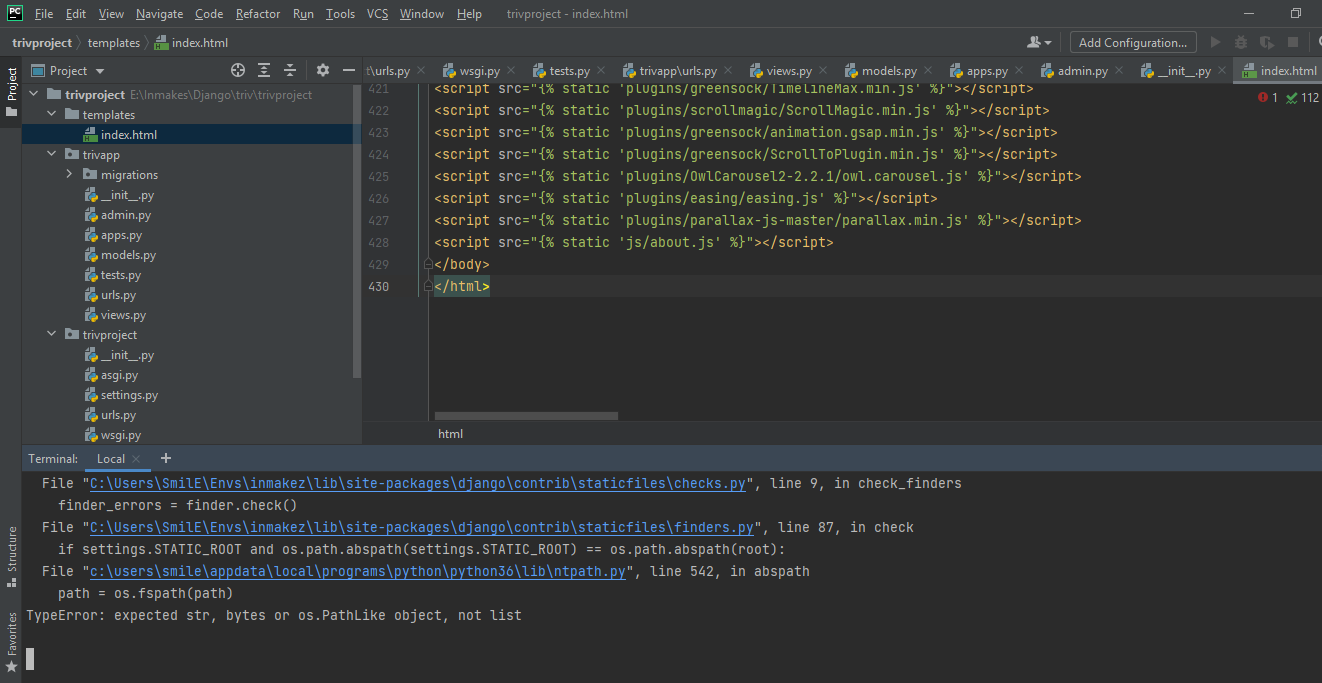 PC File Edit View Navigate Code Refactor Run Tools VCS Window Help trivproject - index.html
trivproject templates index.html Add Configuration...
Project
Project t\urls.py wsgi.py tests.py trivapp\urls.py views.py models.py apps.py admin.py __init__.py index.html
trivproject E:\Inmakes\Django\triv\trivproject
templates
index.html
trivapp
migrations
__init__.py
admin.py
apps.py
models.py
tests.py
urls.py
views.py
trivproject
__init__.py
asgi.py
settings.py
urls.py
wsgi.py
421 <script src="{% static 'plugins/greensock/TimelineMax.min.js' %}"></script>
1 112
422 <script src="{% static 'plugins/scrollmagic/ScrollMagic.min.js' %}"></script>
423 <script src="{% static 'plugins/greensock/animation.gsap.min.js' %}"></script>
424 <script src="{% static 'plugins/greensock/ScrollToPlugin.min.js' %}"></script>
425 <script src="{% static 'plugins/OwlCarousel2-2.2.1/owl.carousel.js' %}"></script>
426 <script src="{% static 'plugins/easing/easing.js' %}"></script>
427 <script src="{% static 'plugins/parallax-js-master/parallax.min.js' %}"></script>
428 <script src="{% static 'js/about.js' %}"></script>
429 </body>
430 </html>
html
Terminal: Local
File "C:\Users\SmilE\Envs\inmakez\lib\site-packages\django\contrib\staticfiles\checks.py", line 9, in check_finders
finder_errors = finder.check()
File "C:\Users\SmilE\Envs\inmakez\lib\site-packages\django\contrib\staticfiles\finders.py", line 87, in check
if settings.STATIC_ROOT and os.path.abspath(settings.STATIC_ROOT) == os.path.abspath(root):
File "c:\users\smile\appdata\local\programs\python\python36\lib\ntpath.py", line 542, in abspath
path = os.fspath(path)
TypeError: expected str, bytes or os.PathLike object, not list
Structure
Favorites